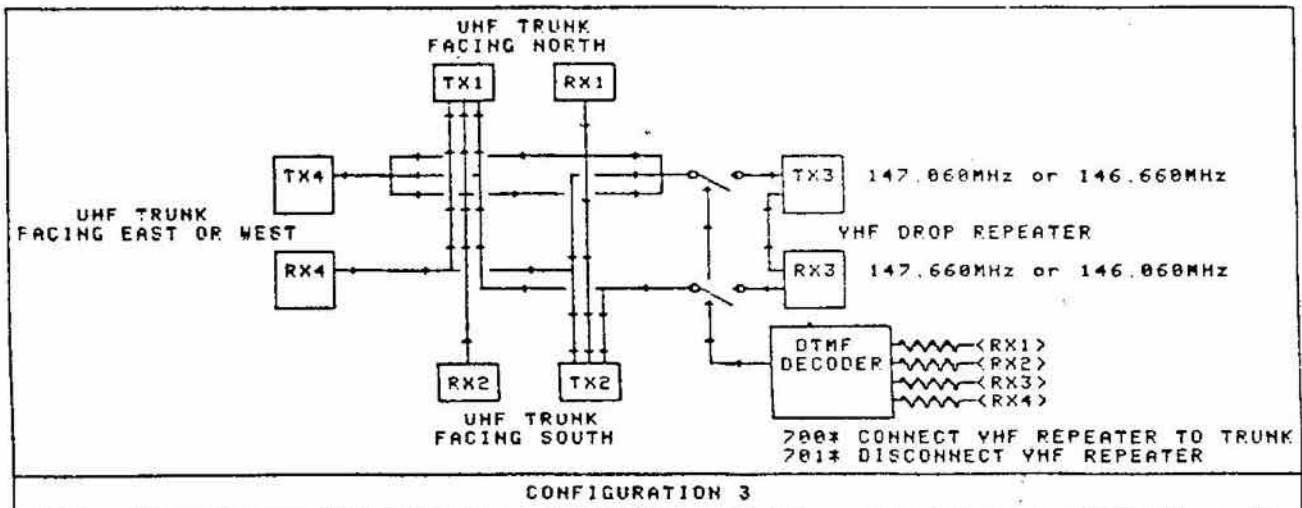 UHF TRUNK
FACING NORTH
TX1
RX1
TX4
TX3
147.060MHz or 146.660MHz
UHF TRUNK
FACING EAST OR WEST
VHF DROP REPEATER
RX4
RX3
147.660MHz or 146.060MHz
DTMF
DECODER
<RX1>
<RX2>
<RX3>
<RX4>
RX2
TX2
UHF TRUNK
FACING SOUTH
700* CONNECT VHF REPEATER TO TRUNK
701* DISCONNECT VHF REPEATER
CONFIGURATION 3